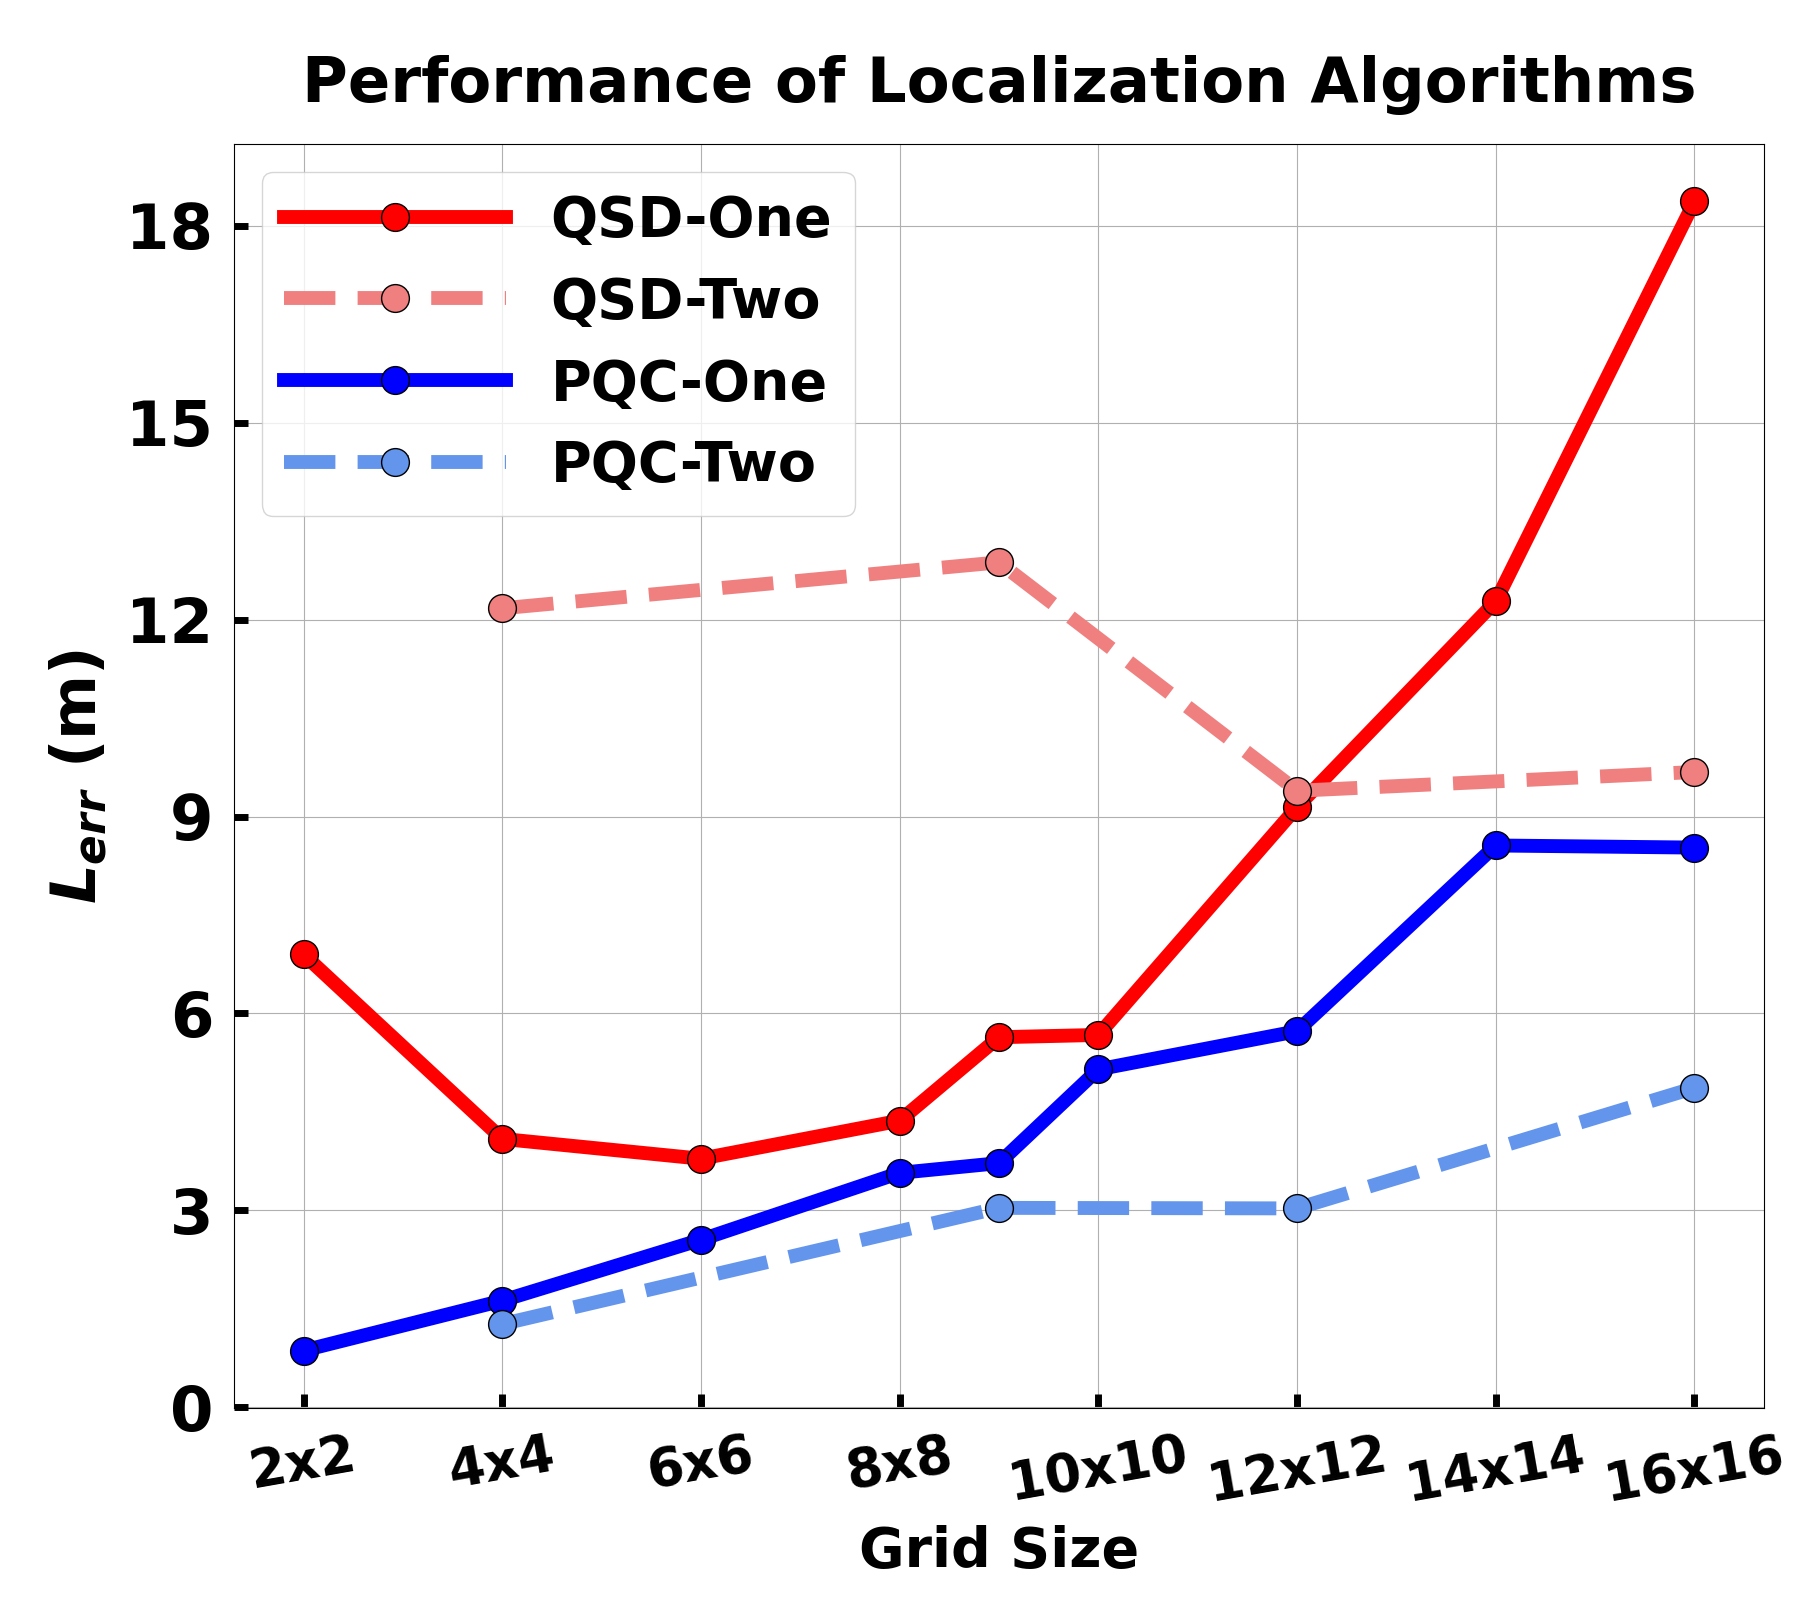 Performance of Localization Algorithms
QSD-One
QSD-Two
PQC-One
PQC-Two
18
15
12
9
6
3
0
L_err (m)
2x2
4x4
6x6
8x8
10x10
12x12
14x14
16x16
Grid Size